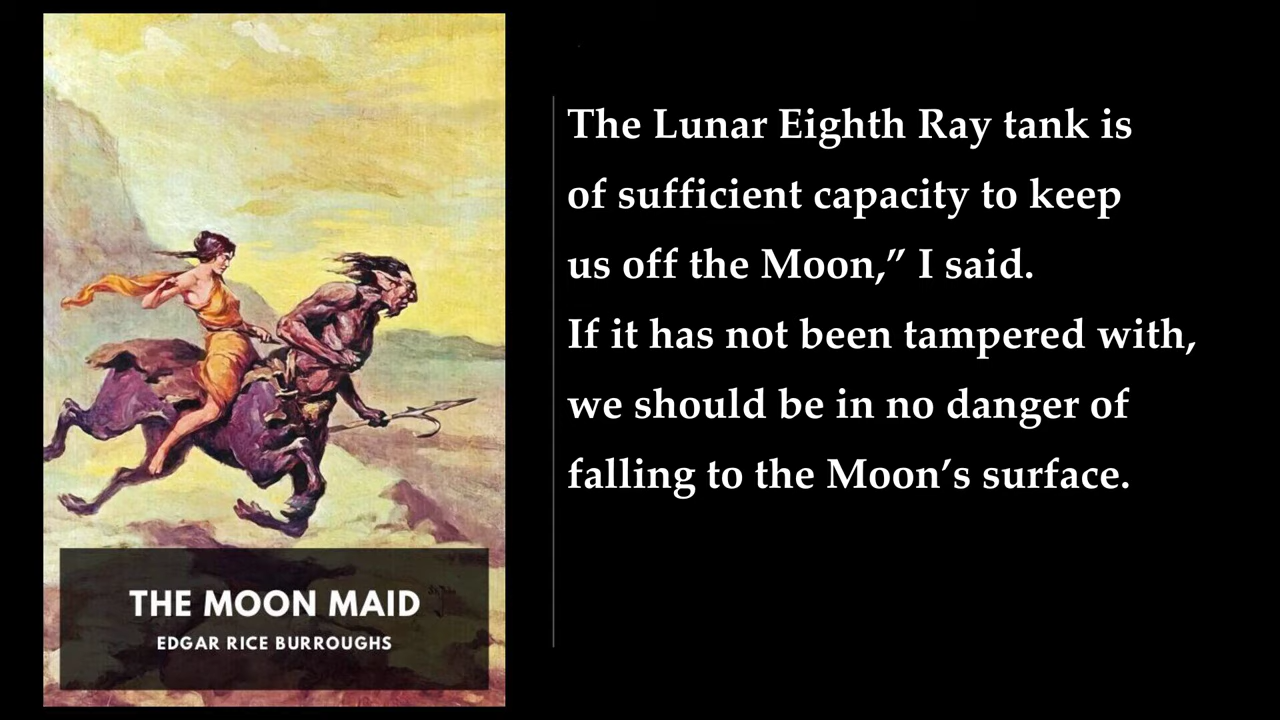 The Lunar Eighth Ray tank is
of sufficient capacity to keep
us off the Moon,” I said.
If it has not been tampered with,
we should be in no danger of
falling to the Moon’s surface.
THE MOON MAID
EDGAR RICE BURROUGHS